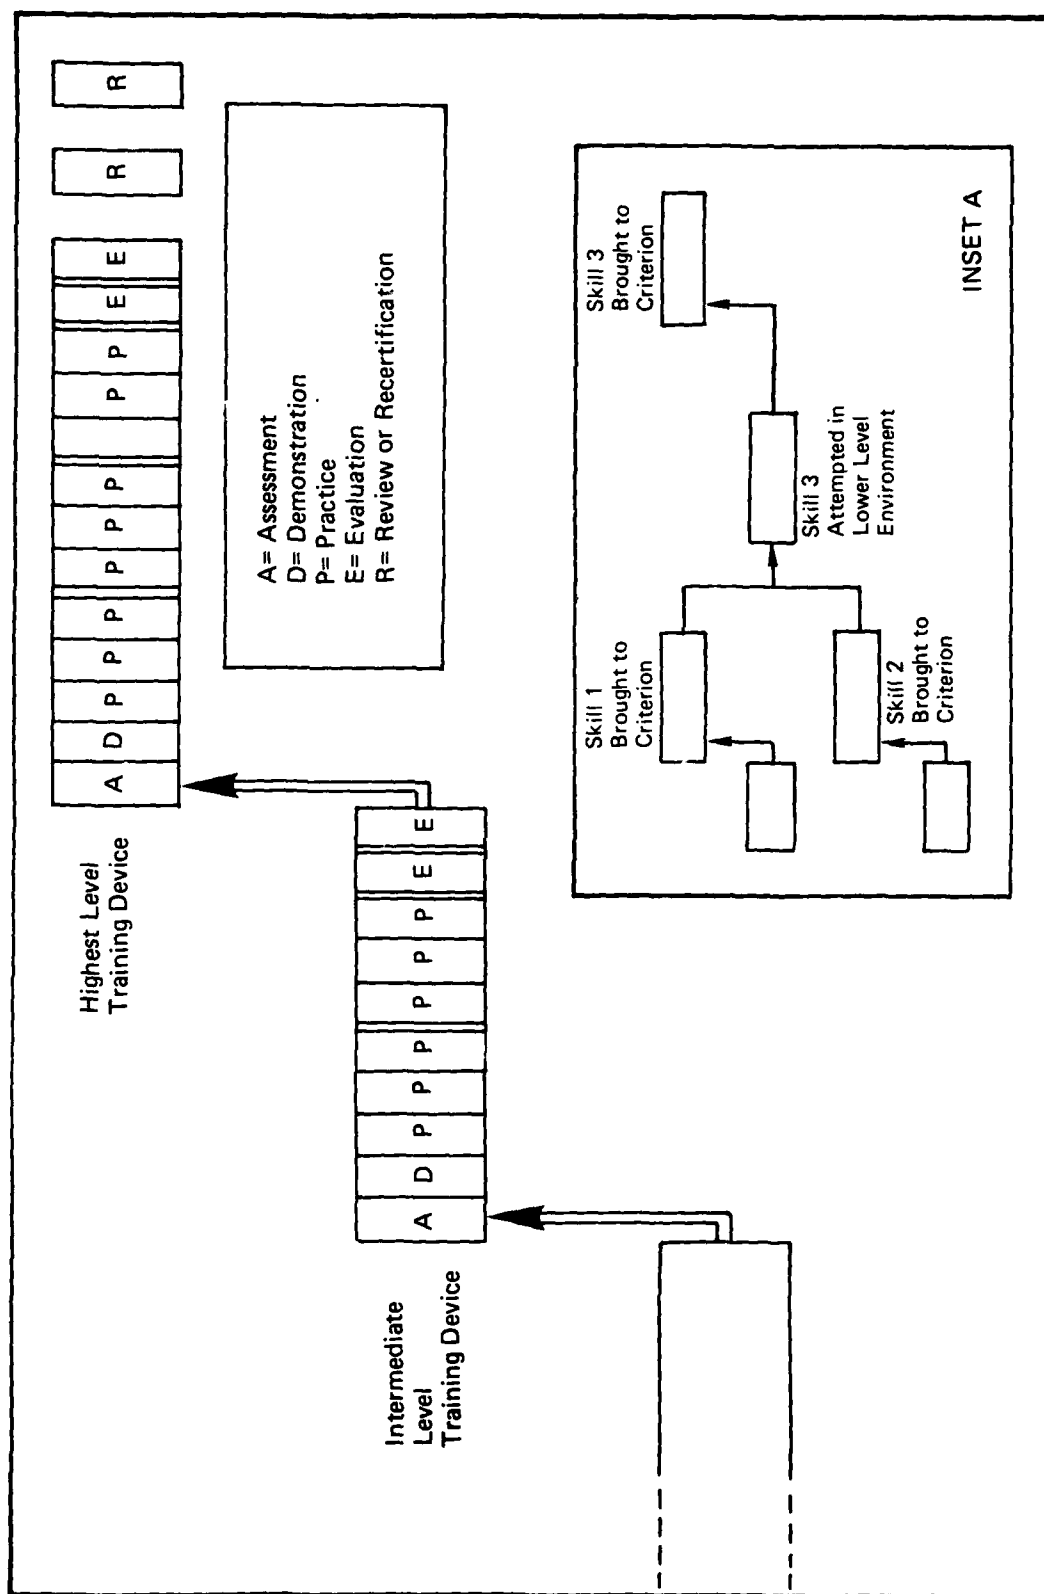 Highest Level
Training Device
A D P P P P P P P P E E R R
A= Assessment
D= Demonstration
P= Practice
E= Evaluation
R= Review or Recertification
Intermediate
Level
Training Device
A D P P P P P P E E
Skill 1
Brought to
Criterion
Skill 2
Brought to
Criterion
Skill 3
Attempted in
Lower Level
Environment
Skill 3
Brought to
Criterion
INSET A